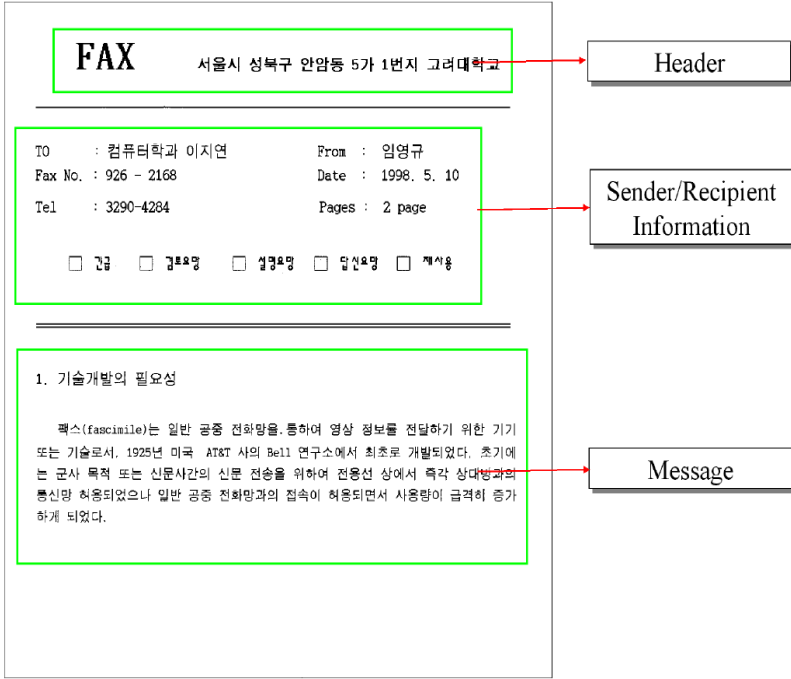 FAX 서울시 성북구 안암동 5가 1번지 고려대학교
Header
TO : 컴퓨터학과 이지연 From : 임영규
Fax No. : 926 - 2168 Date : 1998. 5. 10
Tel : 3290-4284 Pages : 2 page
Sender/Recipient
Information
긴급 검토요망 설명요망 답신요망 재사용
1. 기술개발의 필요성
팩스(fascimile)는 일반 공중 전화망을.통하여 영상 정보를 전달하기 위한 기기
또는 기술로서, 1925년 미국 AT&T 사의 Bell 연구소에서 최초로 개발되었다. 초기에
는 군사 목적 또는 신문사간의 신문 전송을 위하여 전용선 상에서 즉각 상대방과의
통신망 허용되었으나 일반 공중 전화망과의 접속이 허용되면서 사용량이 급격히 증가
하게 되었다.
Message